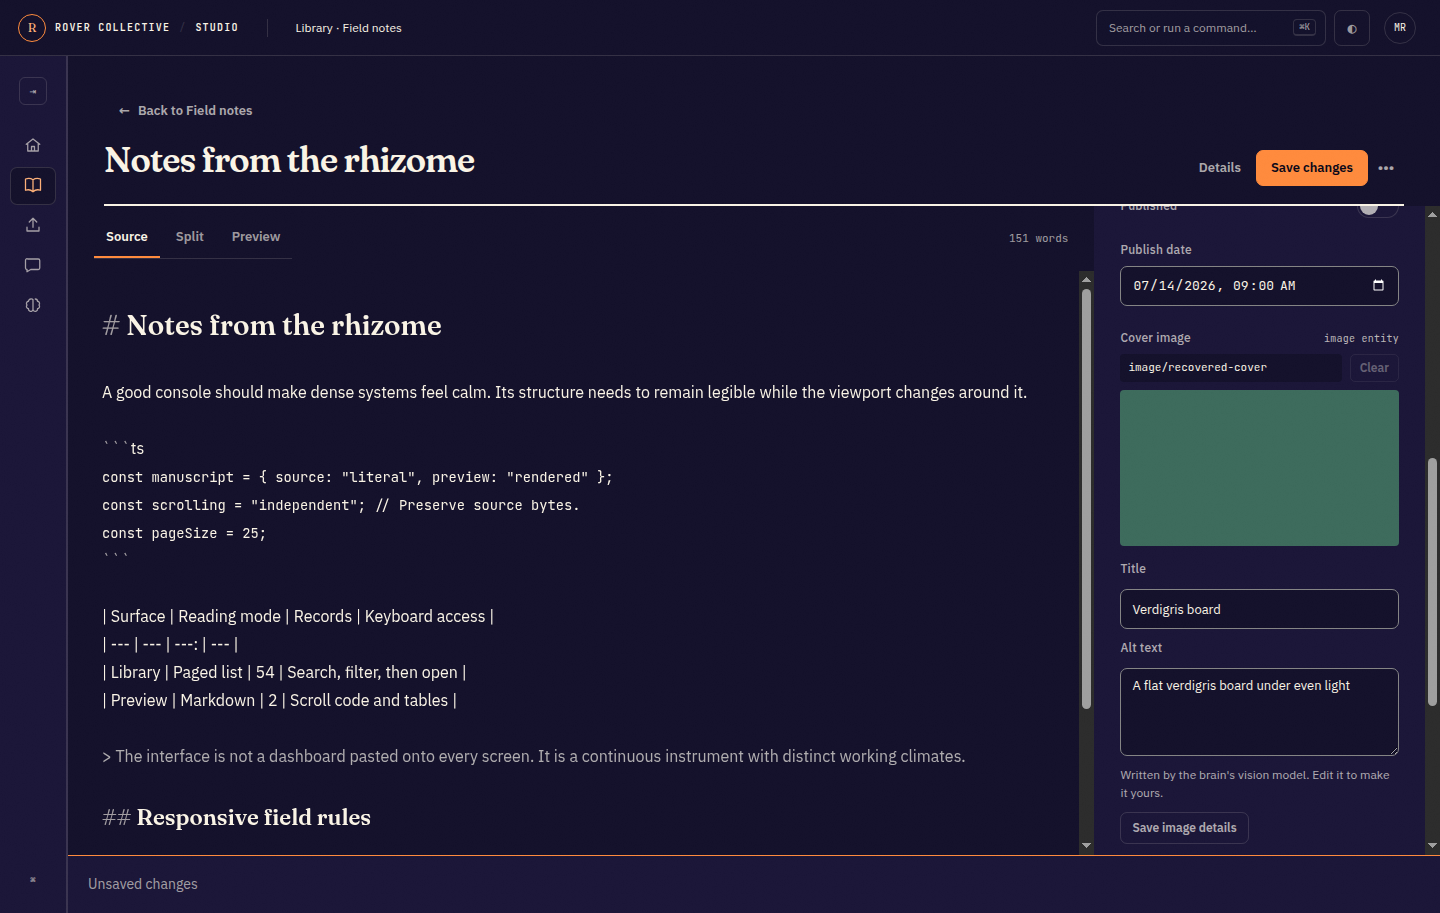 R ROVER COLLECTIVE / STUDIO
Library · Field notes
Search or run a command...
⌘K
MR
← Back to Field notes
Notes from the rhizome
Details
Save changes
•••
Published
Source
Split
Preview
151 words
# Notes from the rhizome
A good console should make dense systems feel calm. Its structure needs to remain legible while the viewport changes around it.
```ts
const manuscript = { source: "literal", preview: "rendered" };
const scrolling = "independent"; // Preserve source bytes.
const pageSize = 25;
```
| Surface | Reading mode | Records | Keyboard access |
| --- | --- | ---: | --- |
| Library | Paged list | 54 | Search, filter, then open |
| Preview | Markdown | 2 | Scroll code and tables |
> The interface is not a dashboard pasted onto every screen. It is a continuous instrument with distinct working climates.
## Responsive field rules
Publish date
07/14/2026, 09:00 AM
Cover image
image entity
image/recovered-cover
Clear
Title
Verdigris board
Alt text
A flat verdigris board under even light
Written by the brain's vision model. Edit it to make
it yours.
Save image details
⌘
Unsaved changes